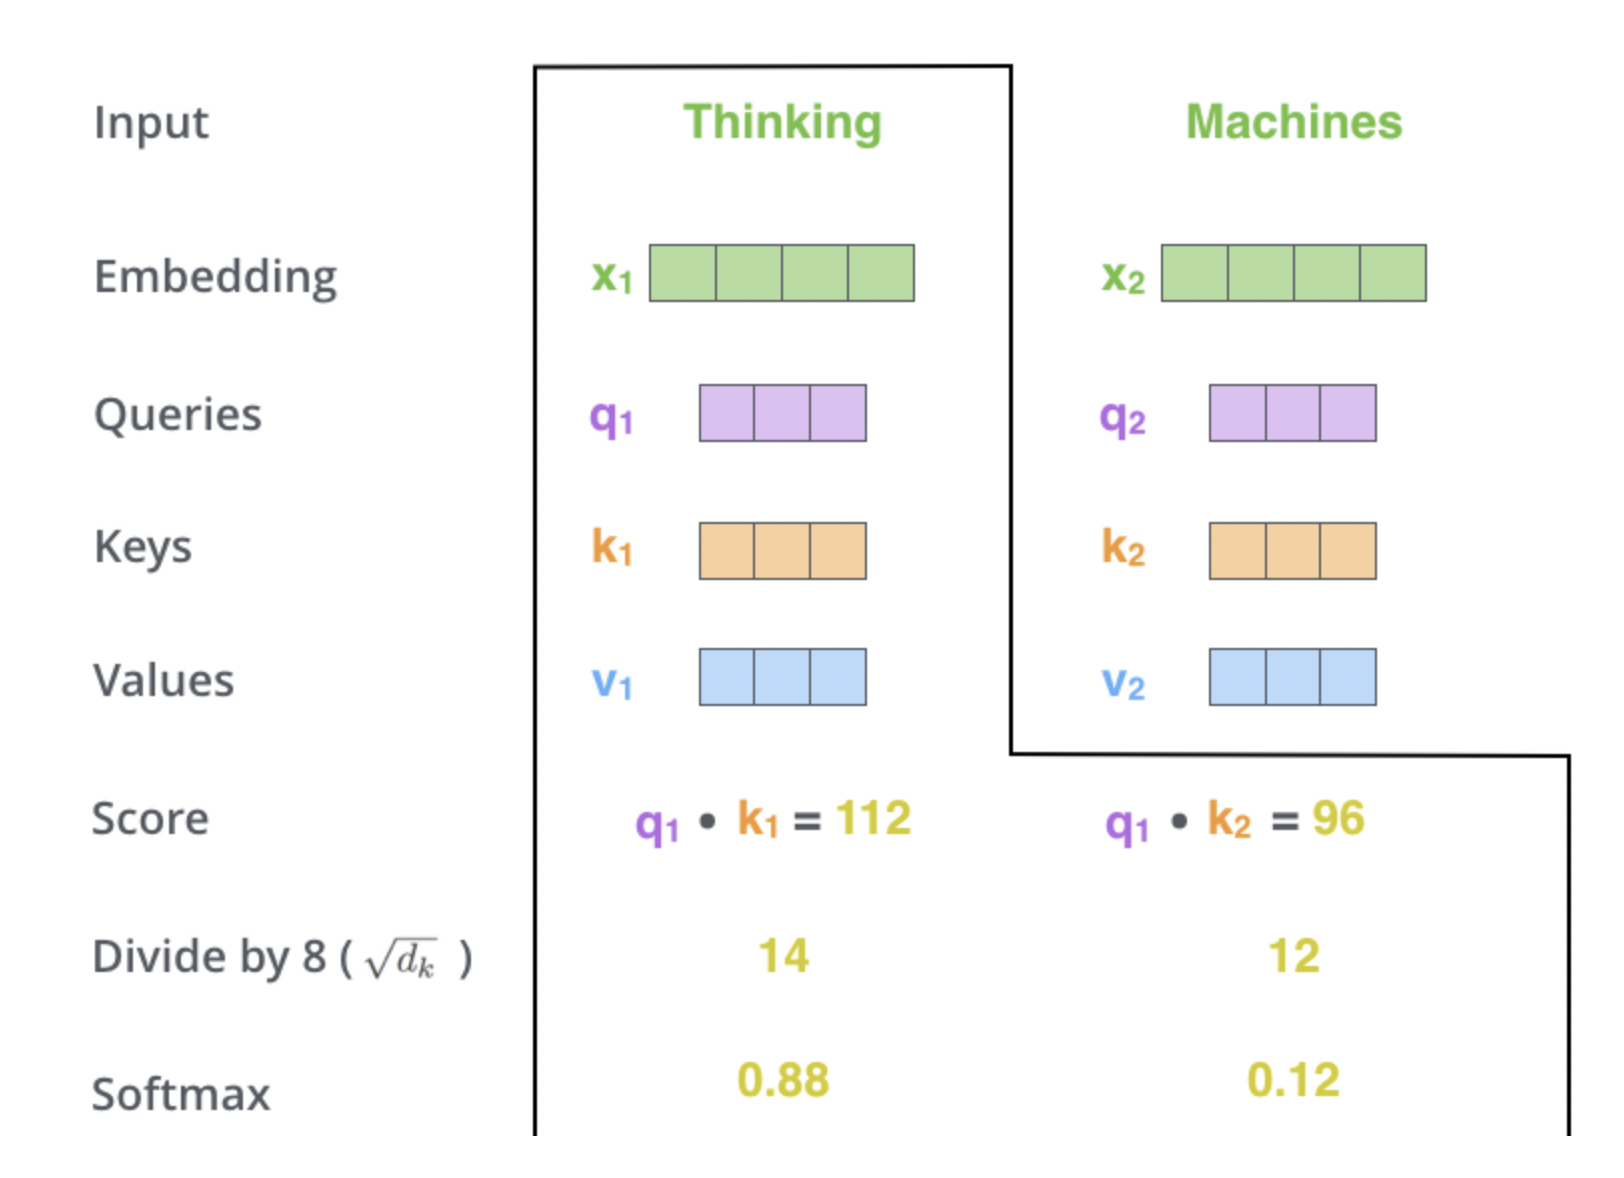 Input Thinking Machines
Embedding x₁ x₂
Queries q₁ q₂
Keys k₁ k₂
Values v₁ v₂
Score q₁ • k₁ = 112 q₁ • k₂ = 96
Divide by 8 ( √dₖ ) 14 12
Softmax 0.88 0.12